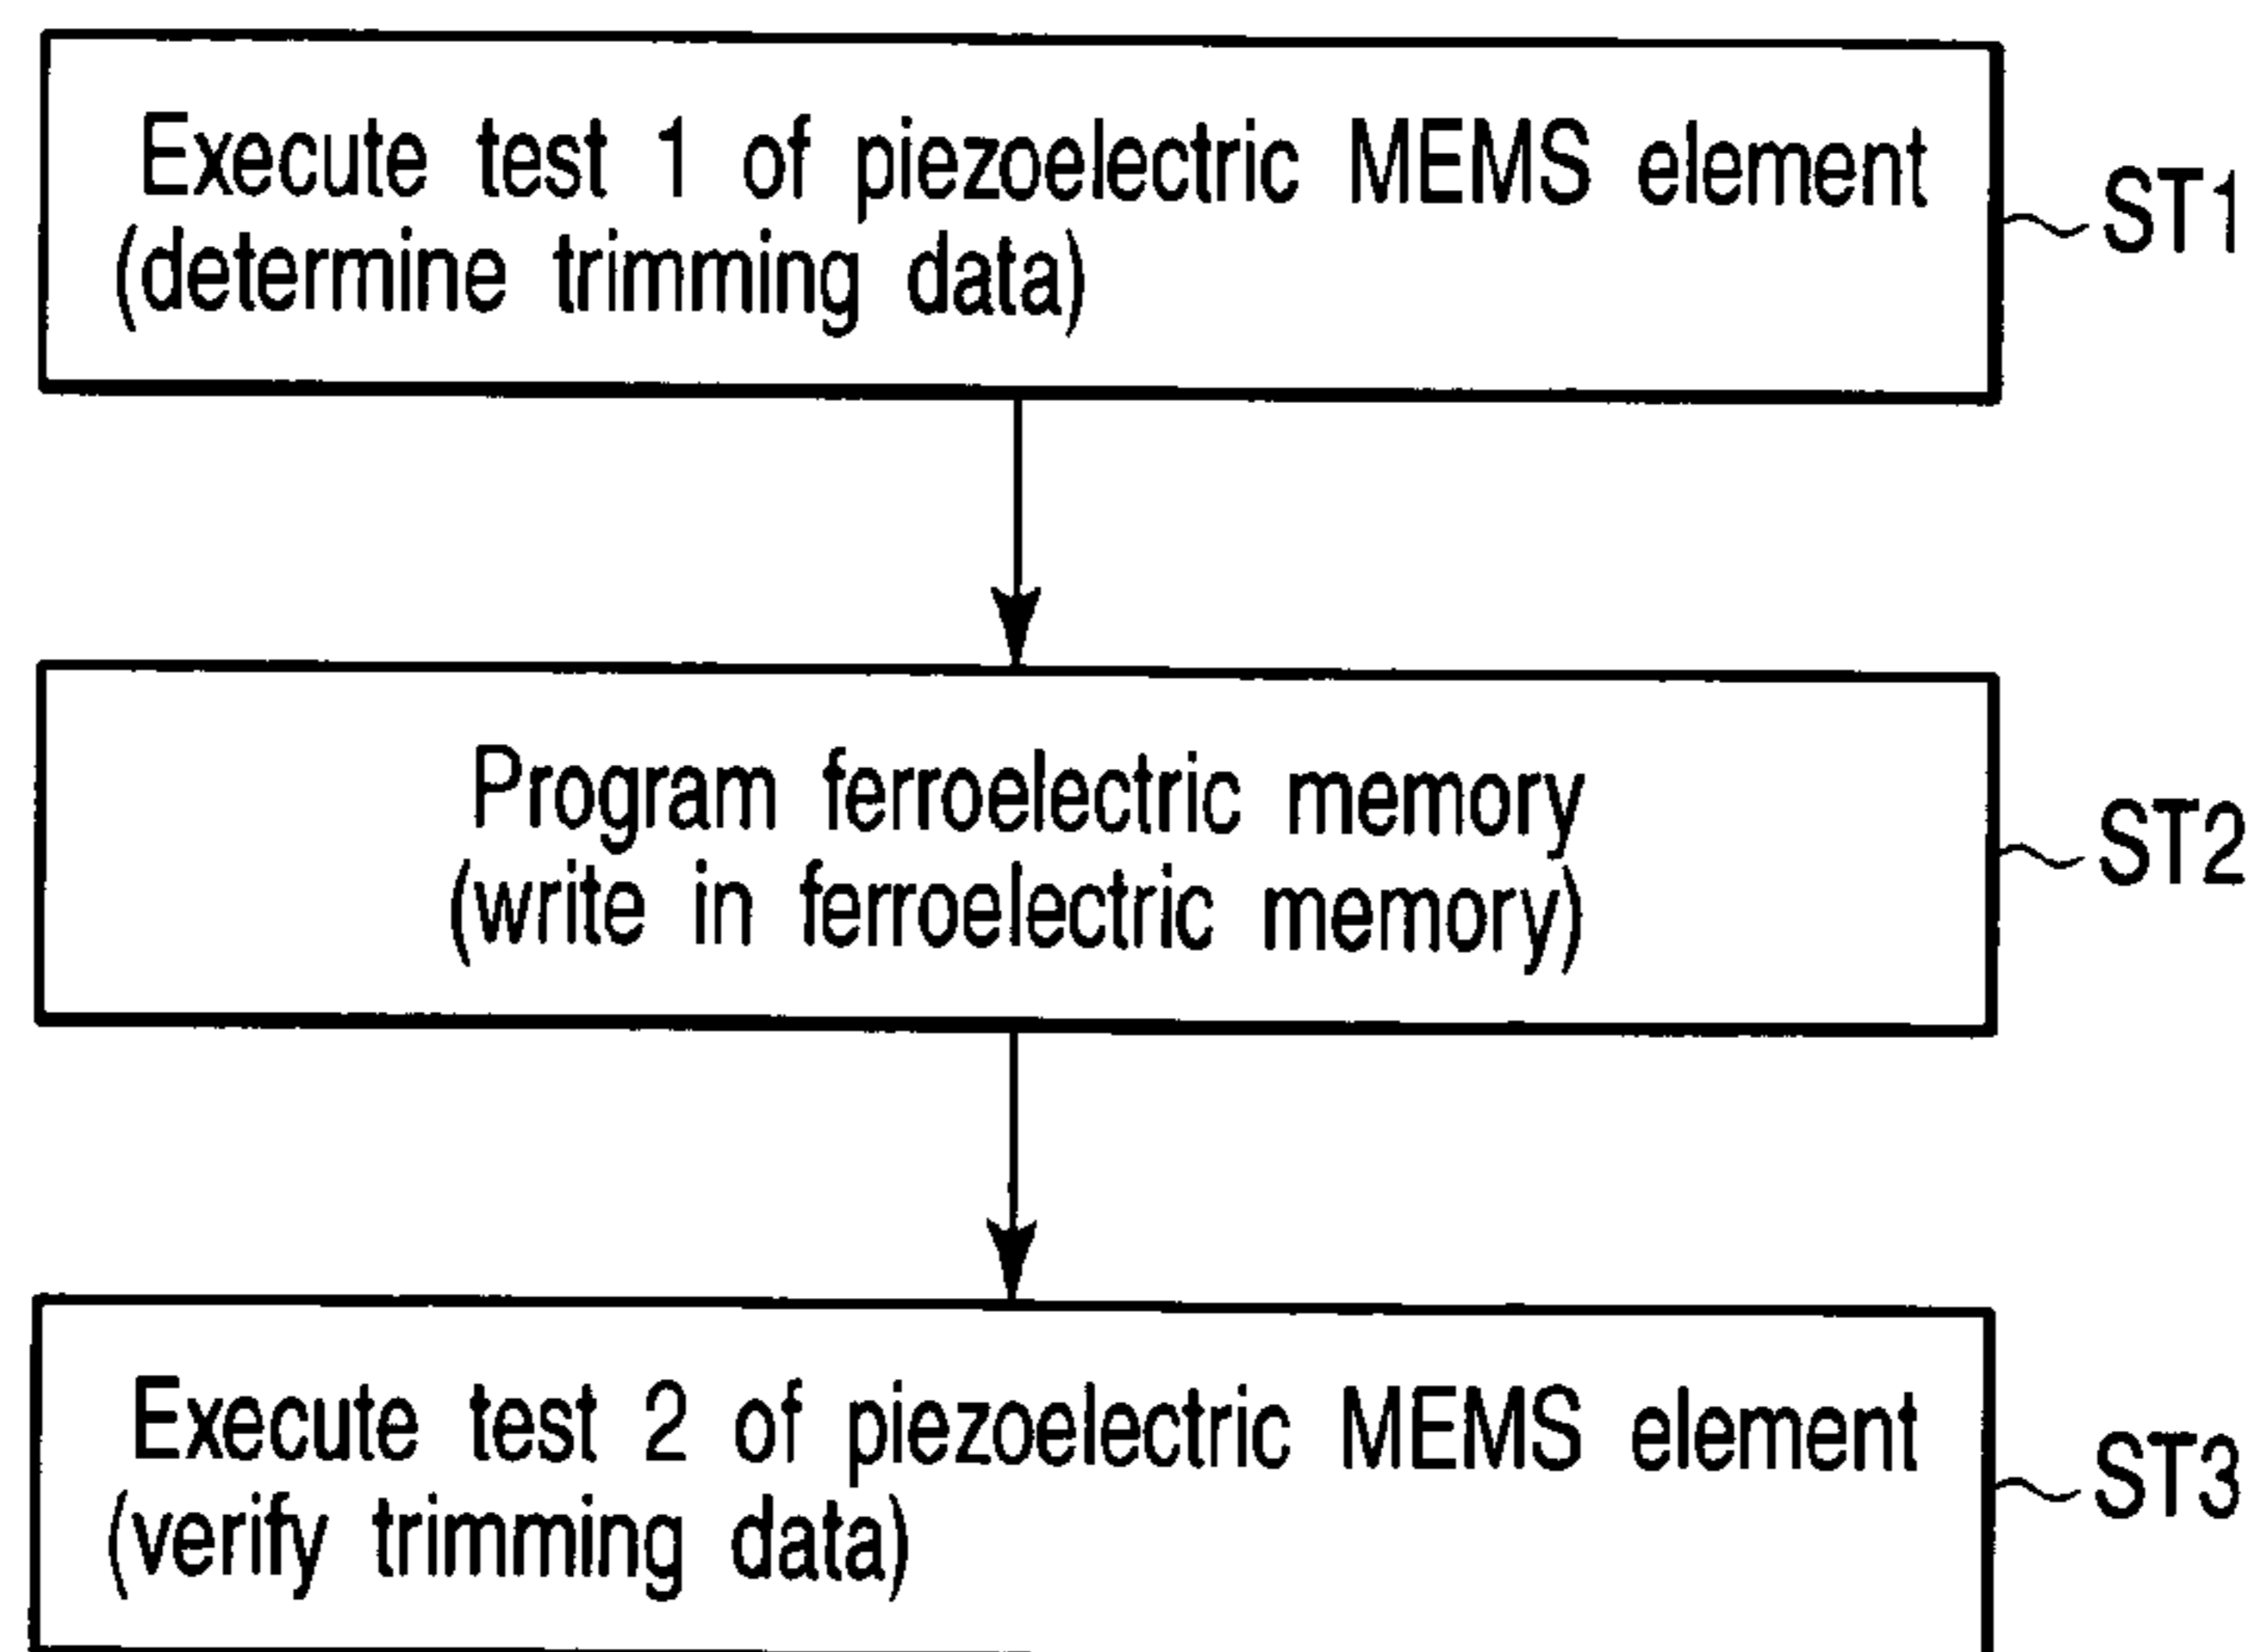 Execute test 1 of piezoelectric MEMS element
(determine trimming data)
ST1
Program ferroelectric memory
(write in ferroelectric memory)
ST2
Execute test 2 of piezoelectric MEMS element
(verify trimming data)
ST3